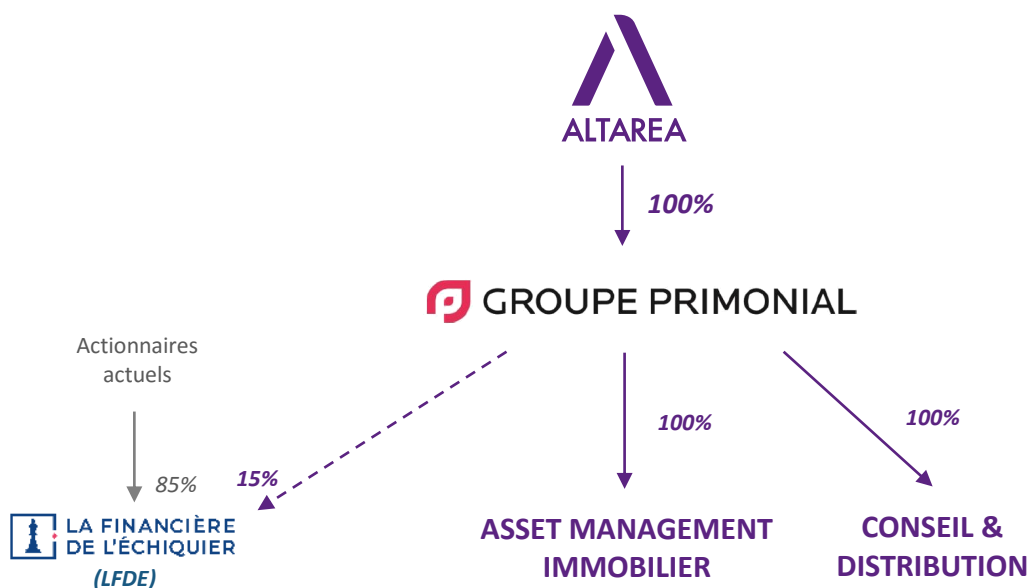 ALTAREA
100%
GROUPE PRIMONIAL
Actionnaires
actuels
85%
15%
100%
100%
LA FINANCIÈRE
DE L'ÉCHIQUIER
(LFDE)
ASSET MANAGEMENT
IMMOBILIER
CONSEIL &
DISTRIBUTION